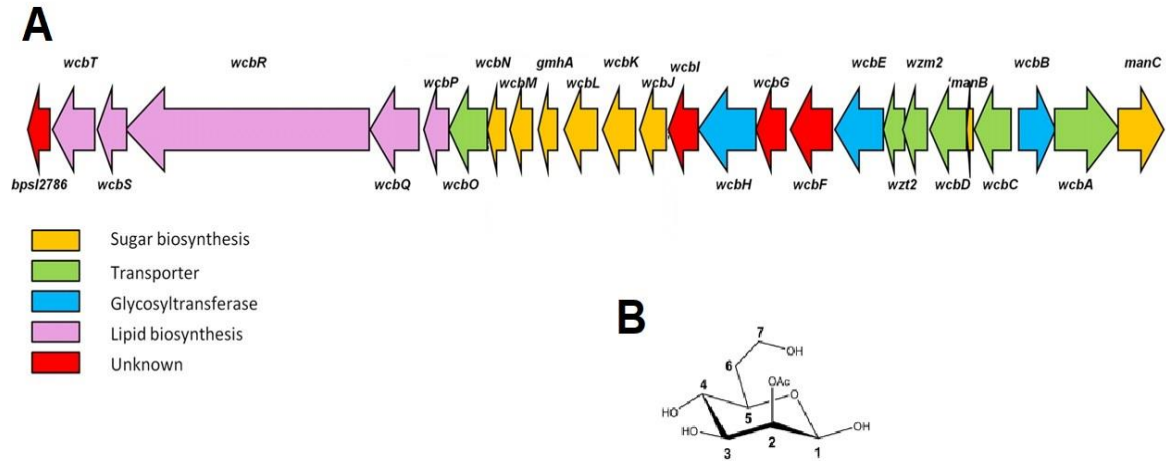 A
wcbT wcbR wcbN gmhA wcbK wcbI wcbE wzm2 wcbB manC
wcbP wcbM wcbL wcbJ wcbG 'manB
bpsl2786 wcbS wcbQ wcbO wcbH wcbF wzt2 wcbD wcbC wcbA
Sugar biosynthesis
Transporter
Glycosyltransferase
Lipid biosynthesis
Unknown
B
7
OH
6
OAc
4
O
HO
5
OH
HO
2
3
1